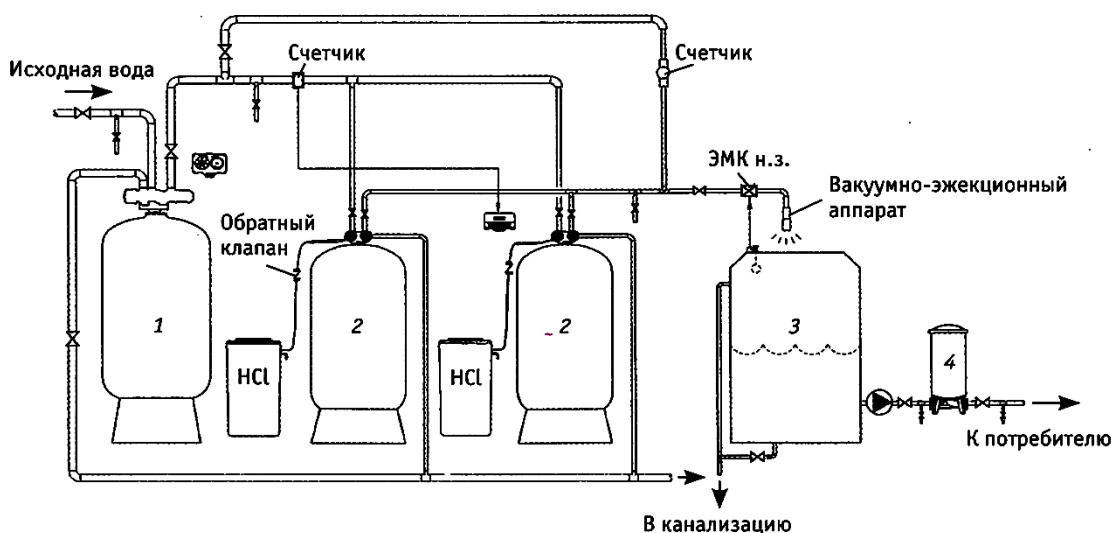 Исходная вода
Счетчик
Счетчик
ЭМК н.з.
Вакуумно-эжекционный
аппарат
Обратный
клапан
1
2
2
3
4
HCl
HCl
К потребителю
В канализацию